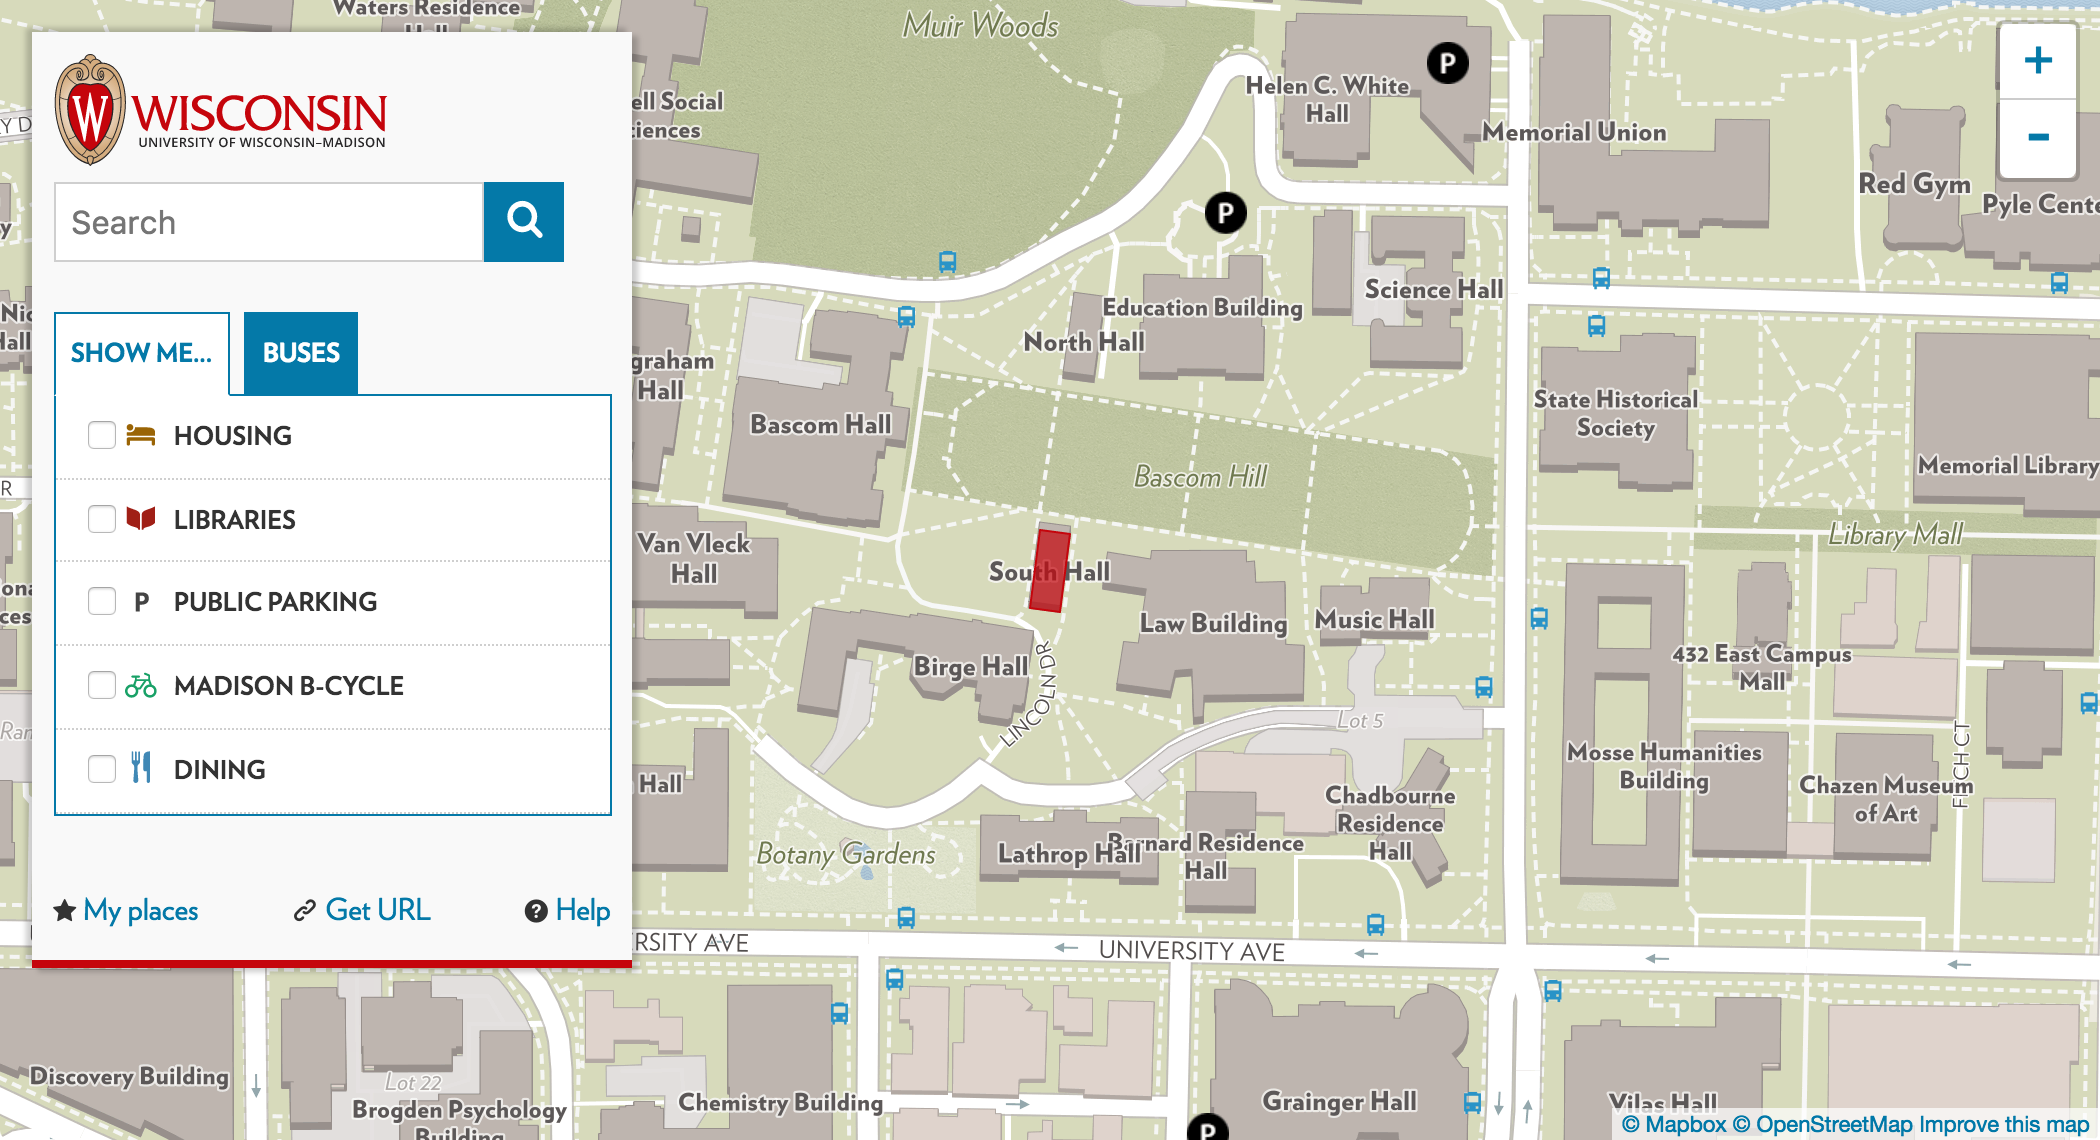 Waters Residence
Hall
Muir Woods
W
WISCONSIN
UNIVERSITY OF WISCONSIN–MADISON
Search
SHOW ME...
BUSES
HOUSING
LIBRARIES
P PUBLIC PARKING
MADISON B-CYCLE
DINING
My places
Get URL
? Help
+
-
P
Helen C. White
Hall
Memorial Union
Red Gym
Pyle Cente
ell Social
ciences
P
Science Hall
Education Building
North Hall
graham
Hall
Bascom Hall
State Historical
Society
Memorial Library
Bascom Hill
Library Mall
Van Vleck
Hall
South Hall
Law Building
Music Hall
Birge Hall
LINCOLN DR
432 East Campus
Mall
Lot 5
Mosse Humanities
Building
Chazen Museum
of Art
Hall
Chadbourne
Residence
Hall
Botany Gardens
Lathrop Hall
Barnard Residence
Hall
RSITY AVE
UNIVERSITY AVE
Discovery Building
Lot 22
Brogden Psychology
Building
Chemistry Building
P
Grainger Hall
Vilas Hall
© Mapbox © OpenStreetMap Improve this map